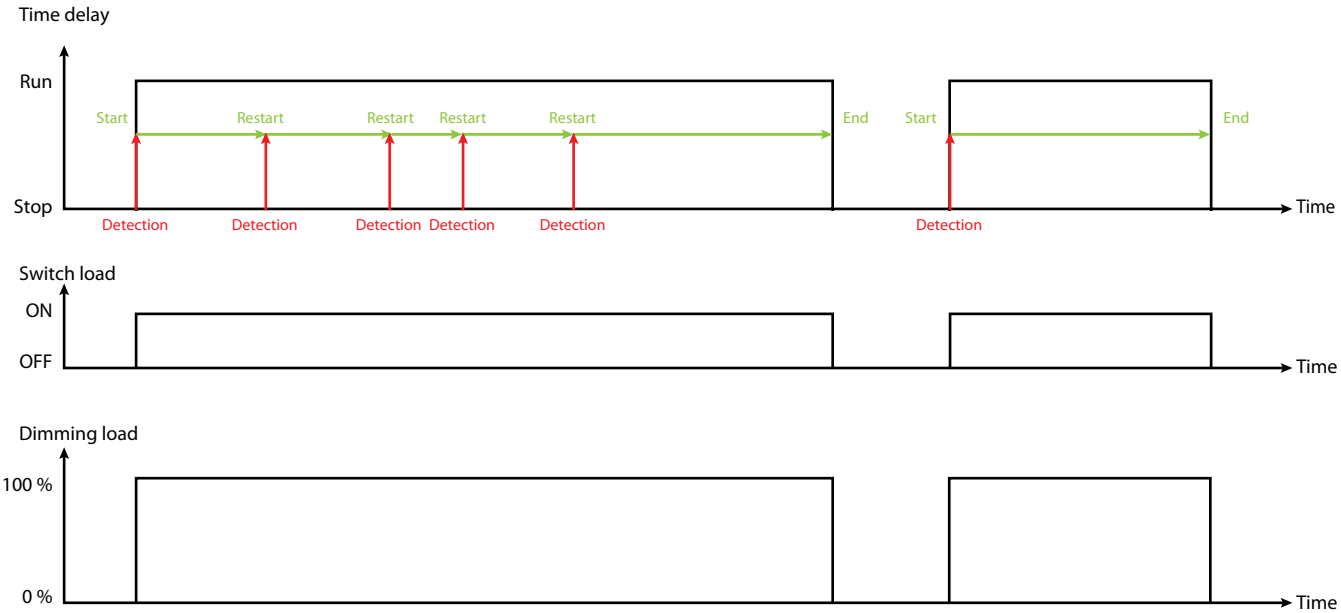 Time delay
Run
Start Restart Restart Restart Restart End Start End
Stop
Time
Detection Detection Detection Detection Detection Detection
Switch load
ON
OFF
Time
Dimming load
100 %
0 %
Time